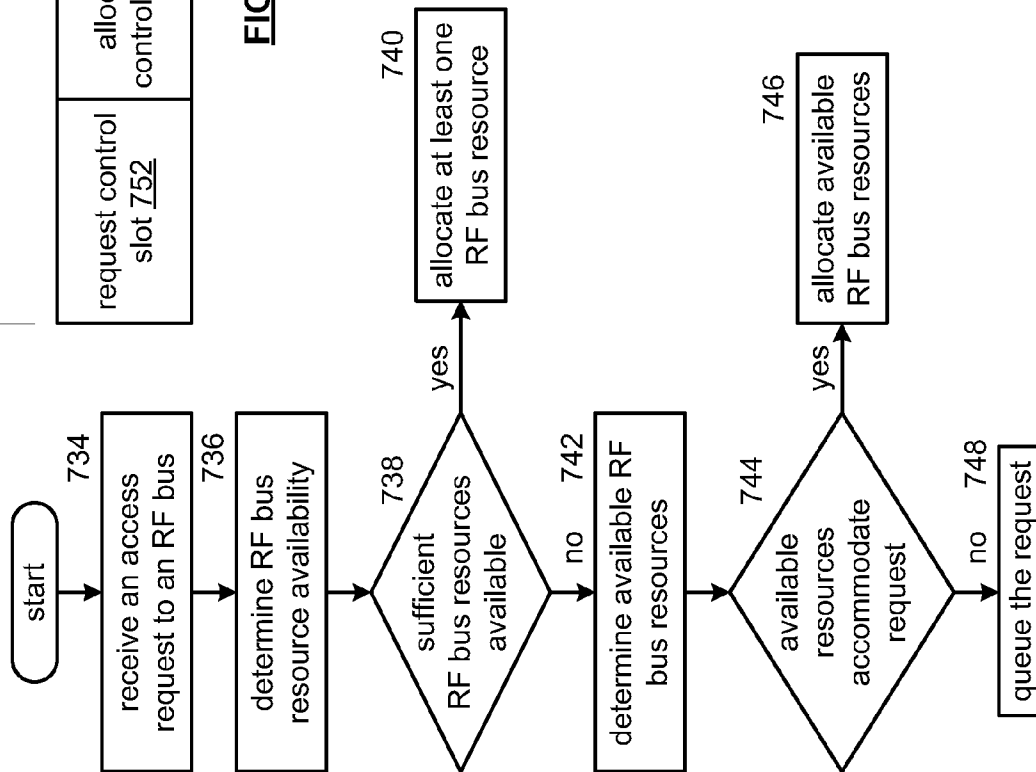 start
734
receive an access
request to an RF bus
736
determine RF bus
resource availability
738
sufficient
RF bus resources
available
yes
740
allocate at least one
RF bus resource
no
742
determine available RF
bus resources
744
available
resources
accommodate
request
yes
746
allocate available
RF bus resources
no
748
queue the request
request control
slot 752
alloc
control
FIG